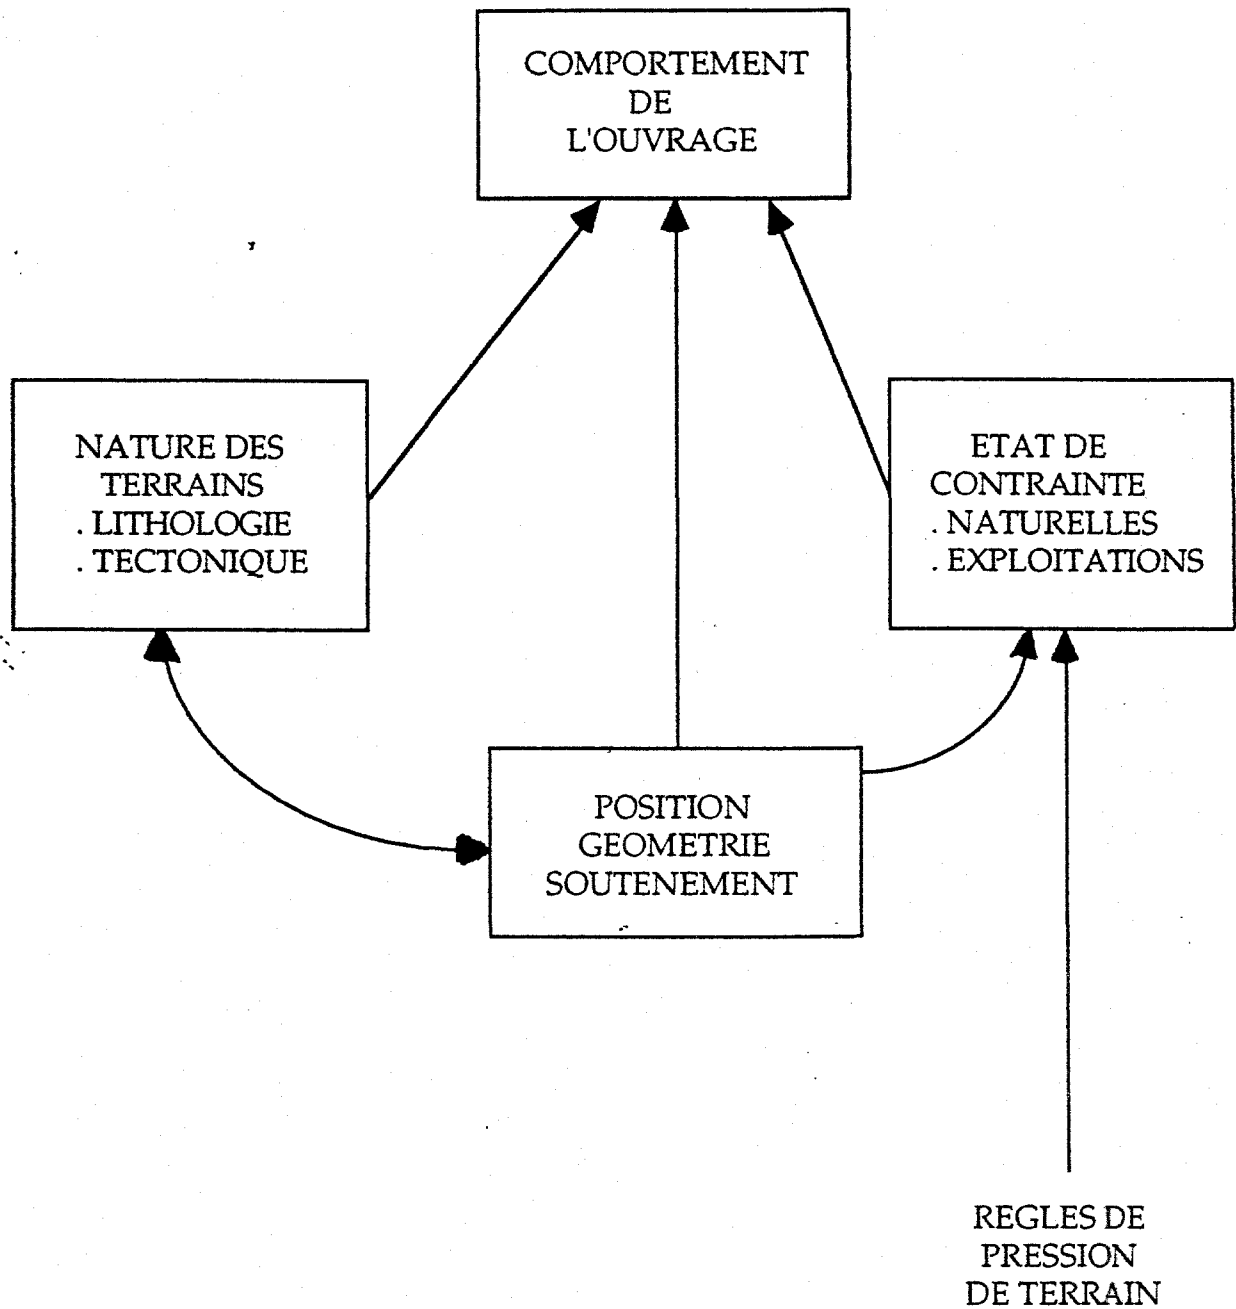 COMPORTEMENT
DE
L'OUVRAGE
NATURE DES
TERRAINS
. LITHOLOGIE
. TECTONIQUE
ETAT DE
CONTRAINTE
. NATURELLES
. EXPLOITATIONS
POSITION
GEOMETRIE
SOUTENEMENT
REGLES DE
PRESSION
DE TERRAIN